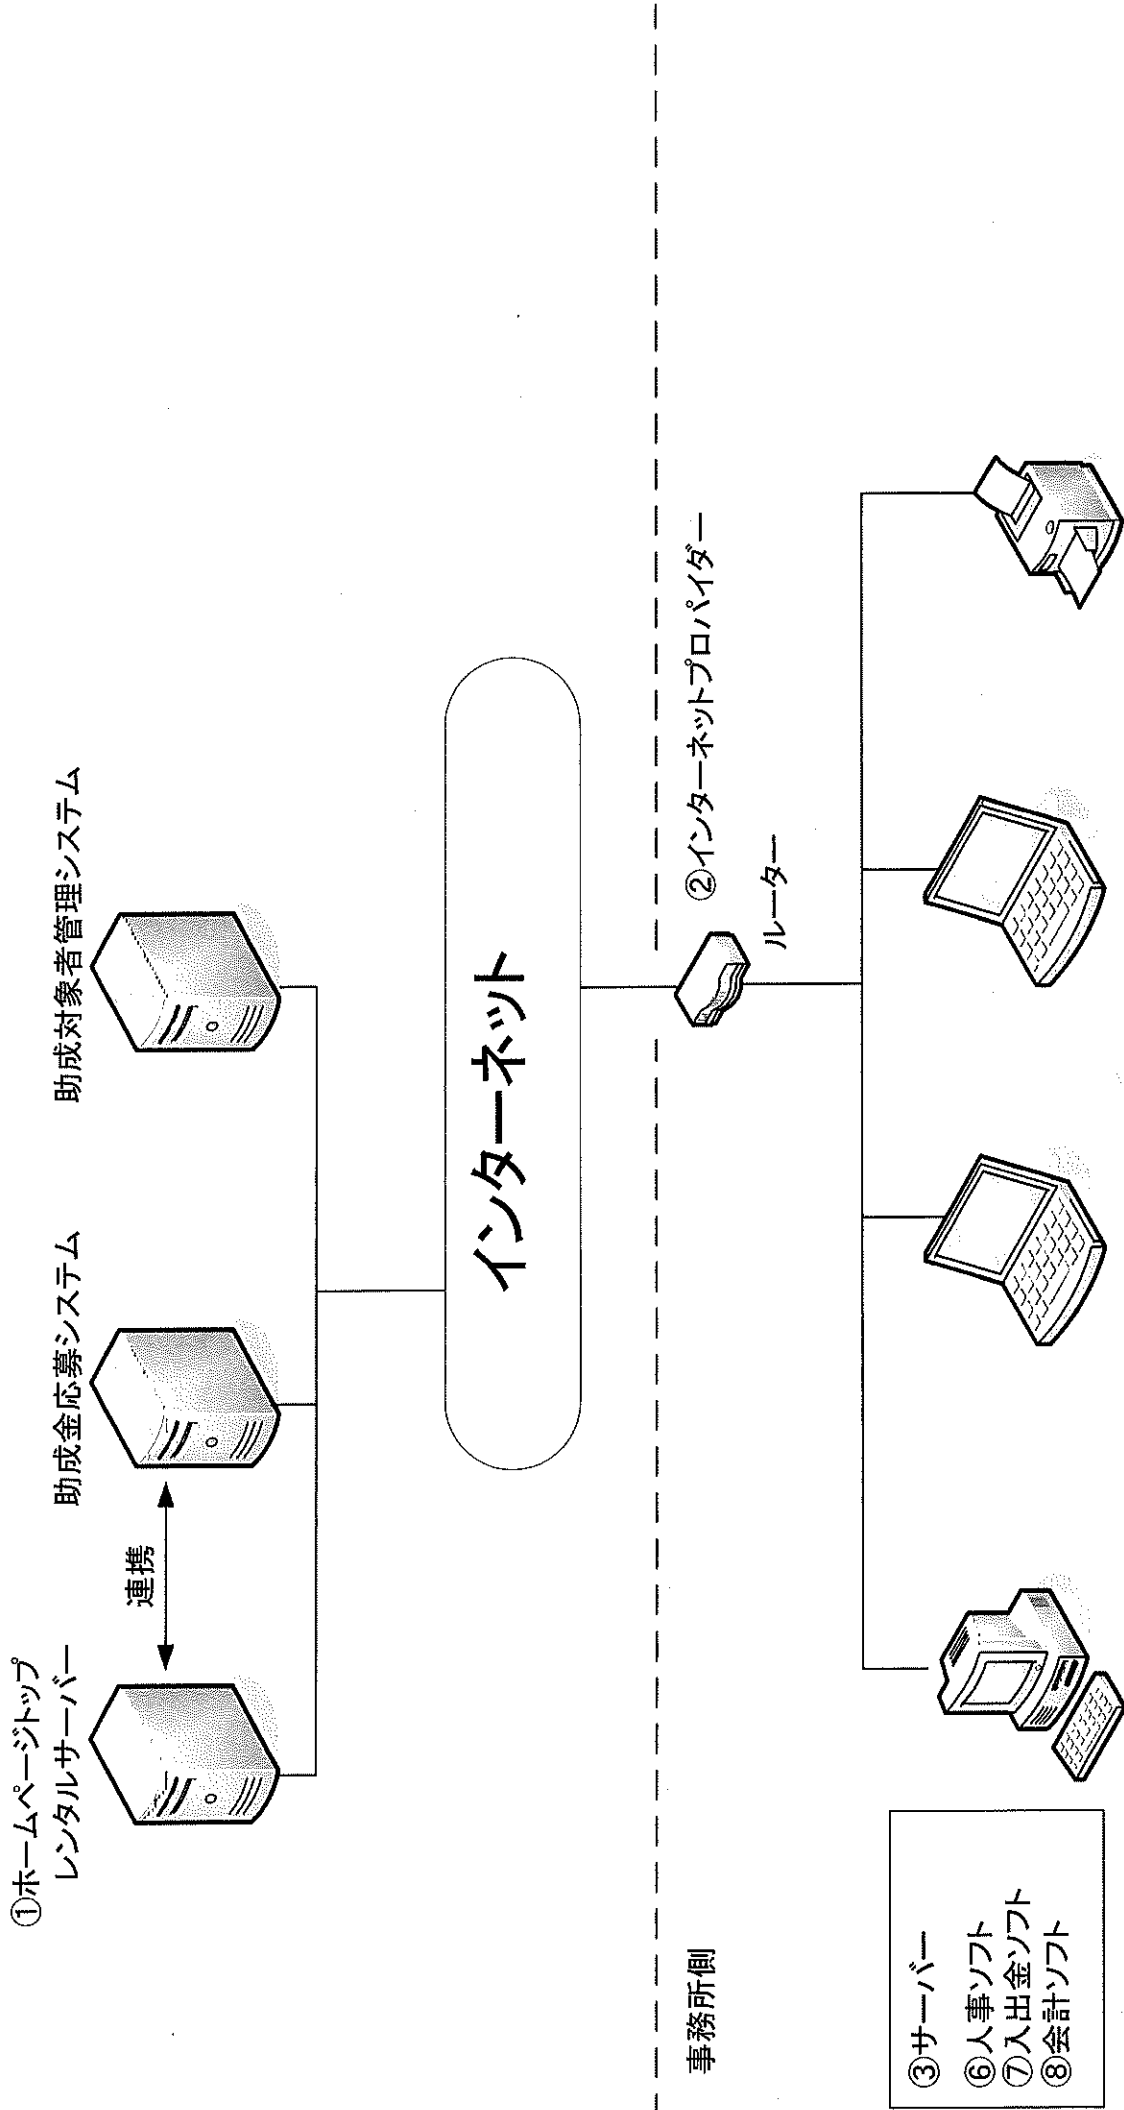 ①ホームページトップ
レンタルサーバー
連携
助成金応募システム
助成対象者管理システム
インターネット
②インターネットプロパイダー
ルーター
事務所側
③サーバー
⑥人事ソフト
⑦入出金ソフト
⑧会計ソフト